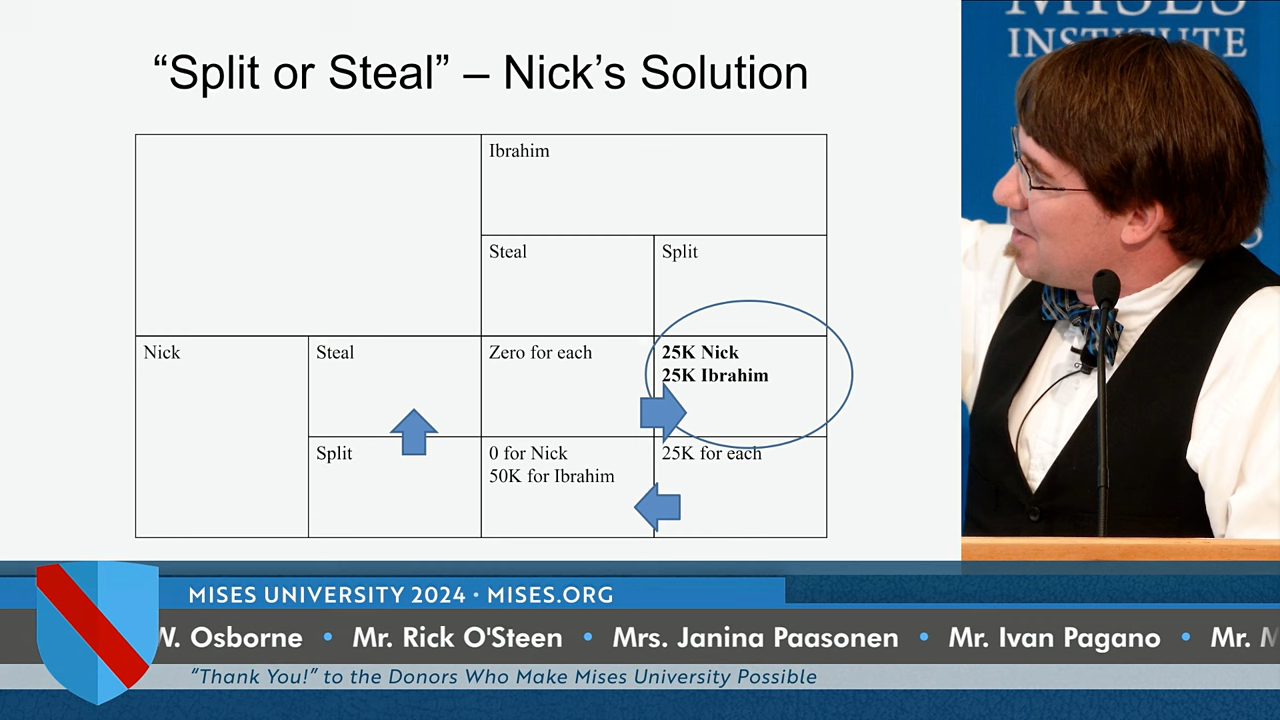 MISES
INSTITUTE
“Split or Steal” – Nick’s Solution
Ibrahim
Steal
Split
Nick
Steal
Zero for each
25K Nick
25K Ibrahim
Split
0 for Nick
50K for Ibrahim
25K for each
MISES UNIVERSITY 2024 • MISES.ORG
W. Osborne • Mr. Rick O'Steen • Mrs. Janina Paasonen • Mr. Ivan Pagano • Mr.
“Thank You!” to the Donors Who Make Mises University Possible